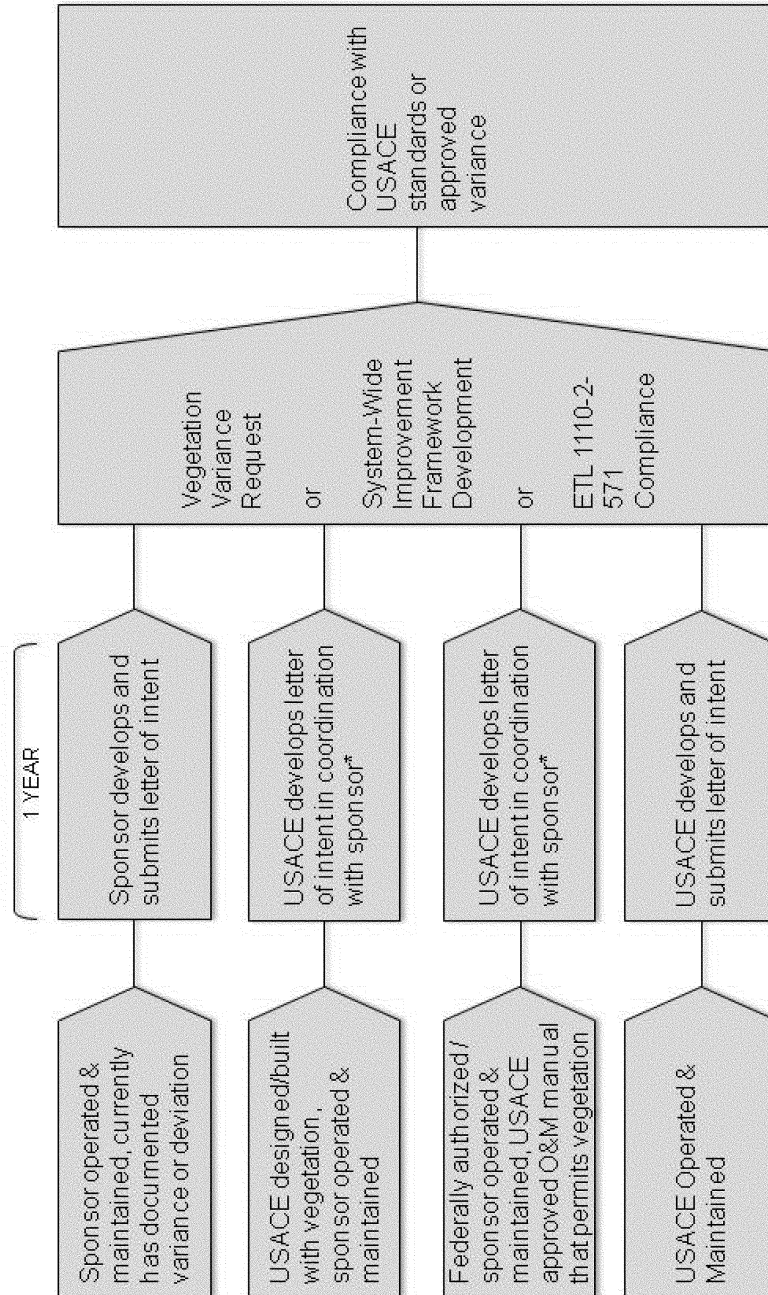 1 YEAR
Sponsor operated &
maintained, currently
has documented
variance or deviation
Sponsor develops and
submits letter of intent
USACE designed/built
with vegetation,
sponsor operated &
maintained
USACE develops letter
of intent in coordination
with sponsor*
Federally authorized /
sponsor operated &
maintained, USACE
approved O&M manual
that permits vegetation
USACE develops letter
of intent in coordination
with sponsor*
USACE Operated &
Maintained
USACE develops and
submits letter of intent
Vegetation
Variance
Request
or
System-Wide
Improvement
Framework
Development
or
ETL 1110-2-
571
Compliance
Compliance with
USACE
standards or
approved
variance